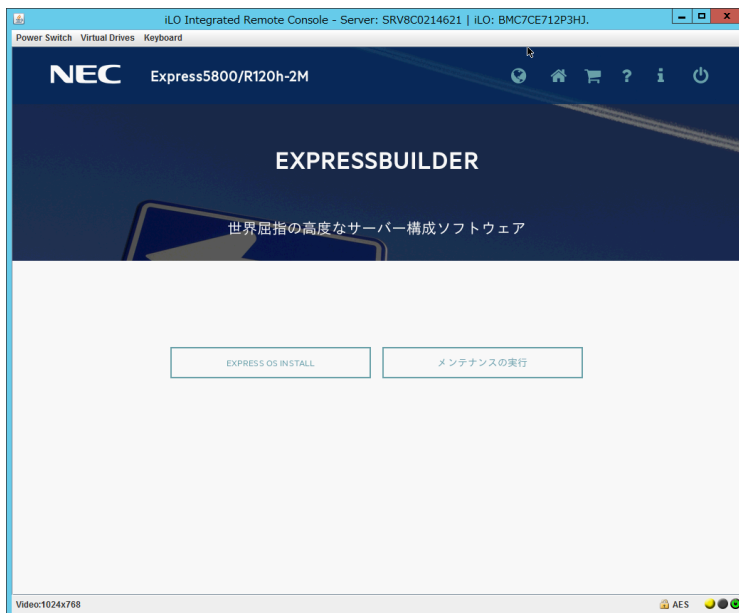 iLO Integrated Remote Console - Server: SRV8C0214621 | iLO: BMC7CE712P3HJ.
Power Switch Virtual Drives Keyboard
NEC Express5800/R120h-2M
EXPRESSBUILDER
世界屈指の高度なサーバー構成ソフトウェア
EXPRESS OS INSTALL メンテナンスの実行
Video:1024x768 AES